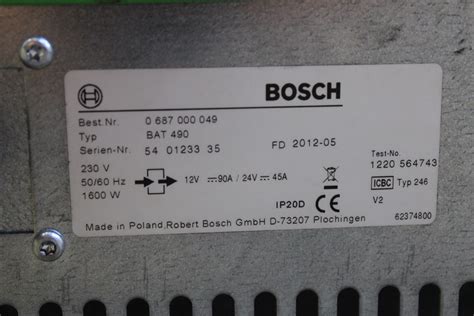 BOSCH
Best.Nr. 0 687 000 049
Typ BAT 490
Serien-Nr. 54 01233 35 FD 2012-05
Test-No.
1220 564743
230 V
50/60 Hz 12V ⎓90A / 24V ⎓ 45A
1600 W
ICBC Typ 246
IP20D CE V2
Made in Poland,Robert Bosch GmbH D-73207 Plochingen
62374800